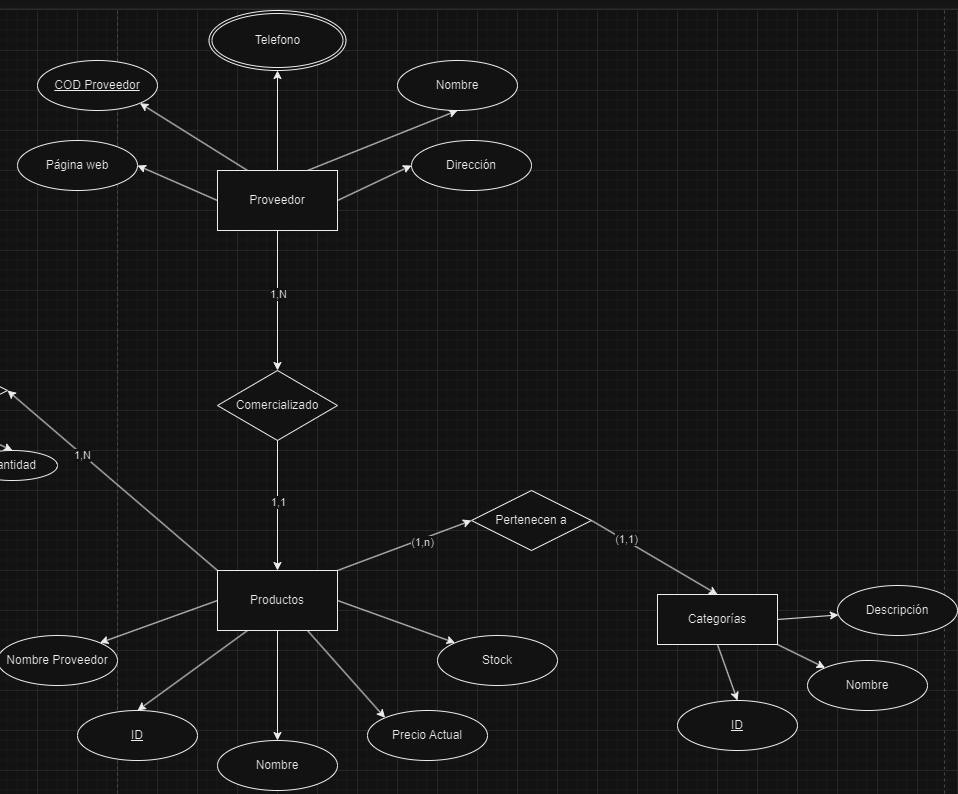 Telefono
COD Proveedor
Nombre
Página web
Dirección
Proveedor
1,N
Comercializado
1,N
antidad
1,1
Pertenecen a
(1,n)
(1,1)
Productos
Categorías
Descripción
Nombre Proveedor
Stock
Nombre
ID
Precio Actual
ID
Nombre